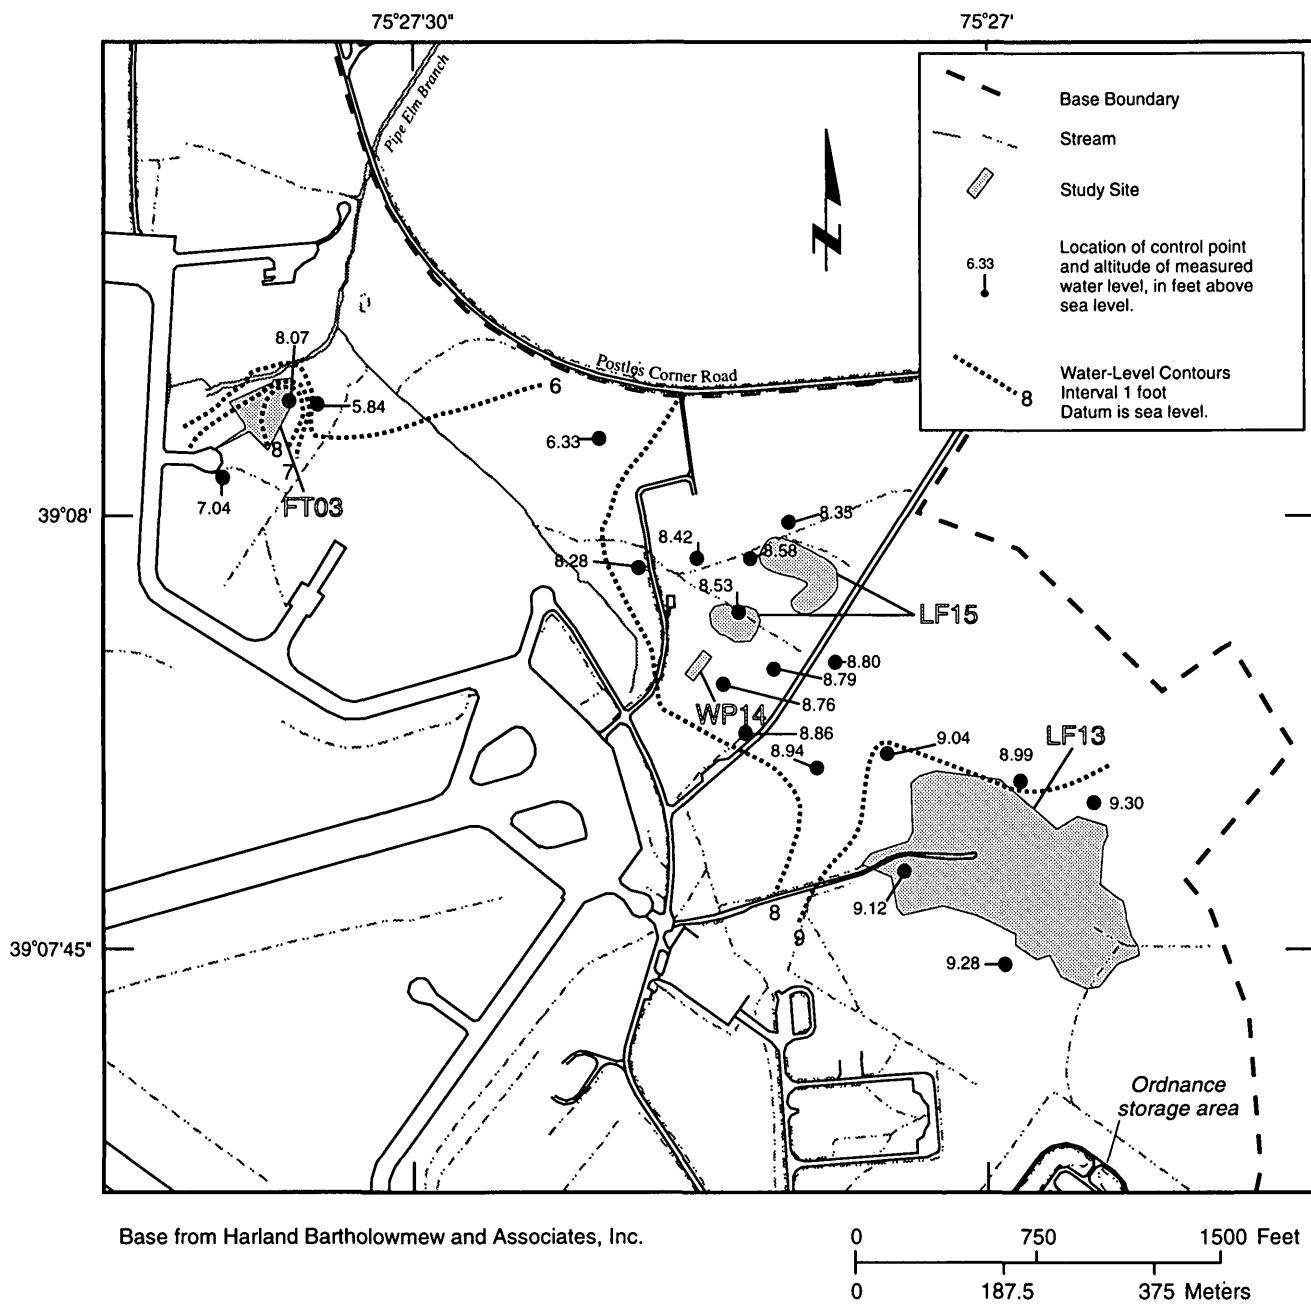 75°27'30"
75°27'
Pipe Elm Branch
Base Boundary
Stream
Study Site
6.33
Location of control point
and altitude of measured
water level, in feet above
sea level.
8
Water-Level Contours
Interval 1 foot
Datum is sea level.
N
Postles Corner Road
8.07
5.84
6
6.33
8
7
7.04
FT03
39°08'
8.35
8.42
8.58
8.28
8.53
LF15
8.80
8.79
8.76
WP14
8.86
8.94
9.04
8.99
LF13
9.30
9.12
8
9
39°07'45"
9.28
Ordnance
storage area
Base from Harland Bartholowmew and Associates, Inc.
0 750 1500 Feet
0 187.5 375 Meters